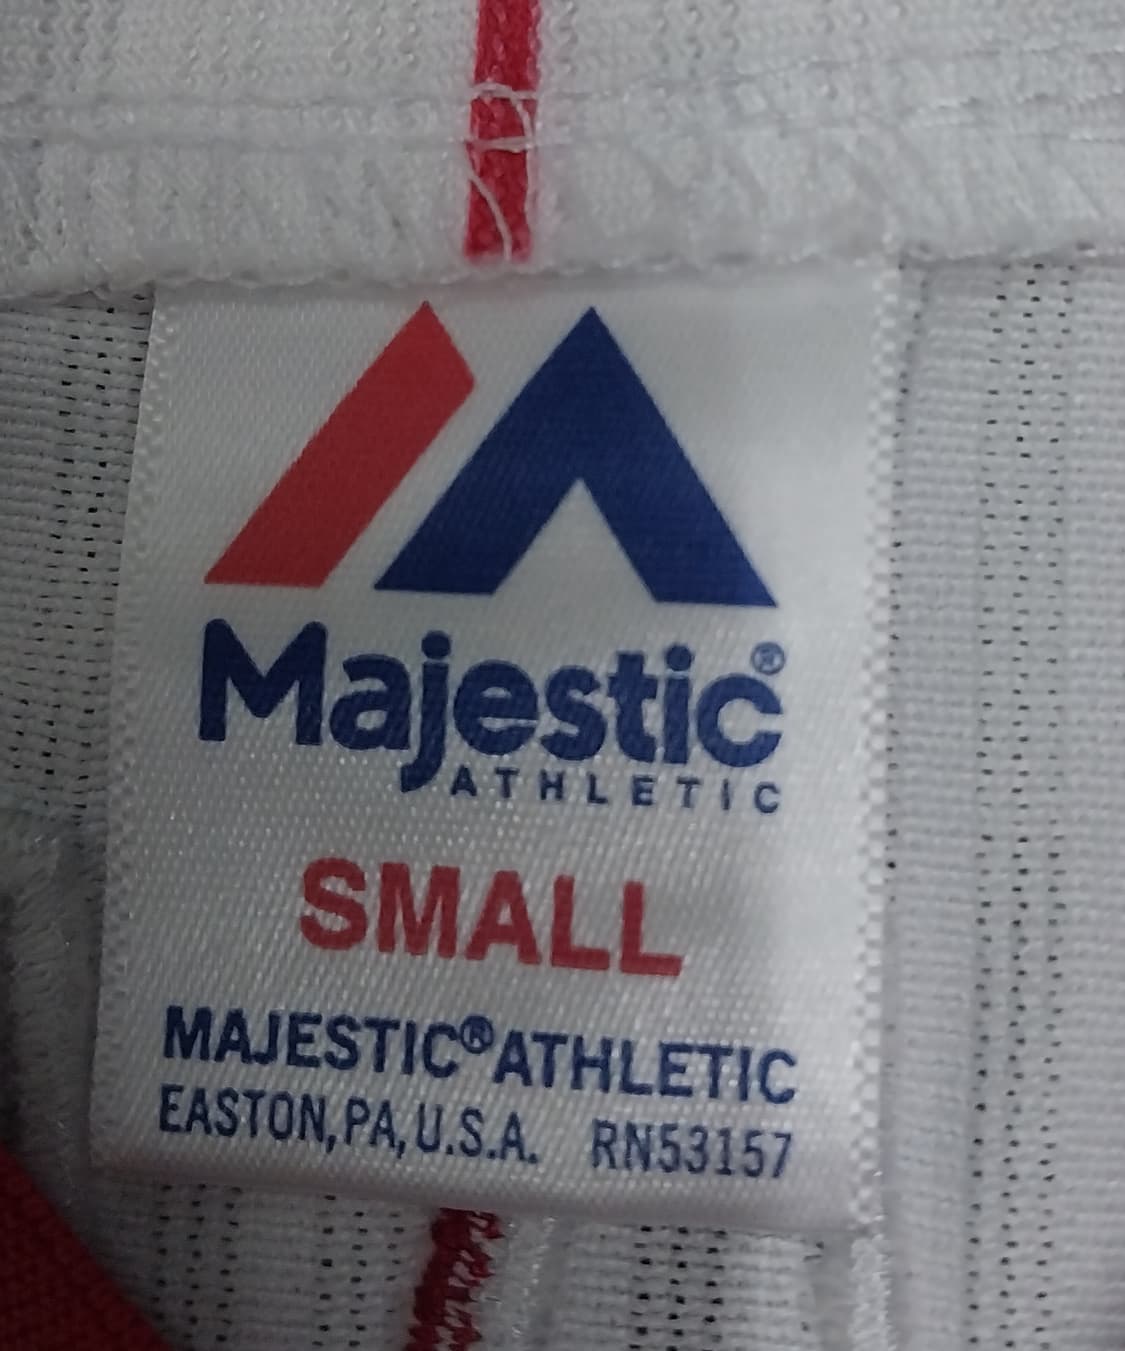 Majestic®
ATHLETIC
SMALL
MAJESTIC® ATHLETIC
EASTON, PA, U.S.A. RN53157